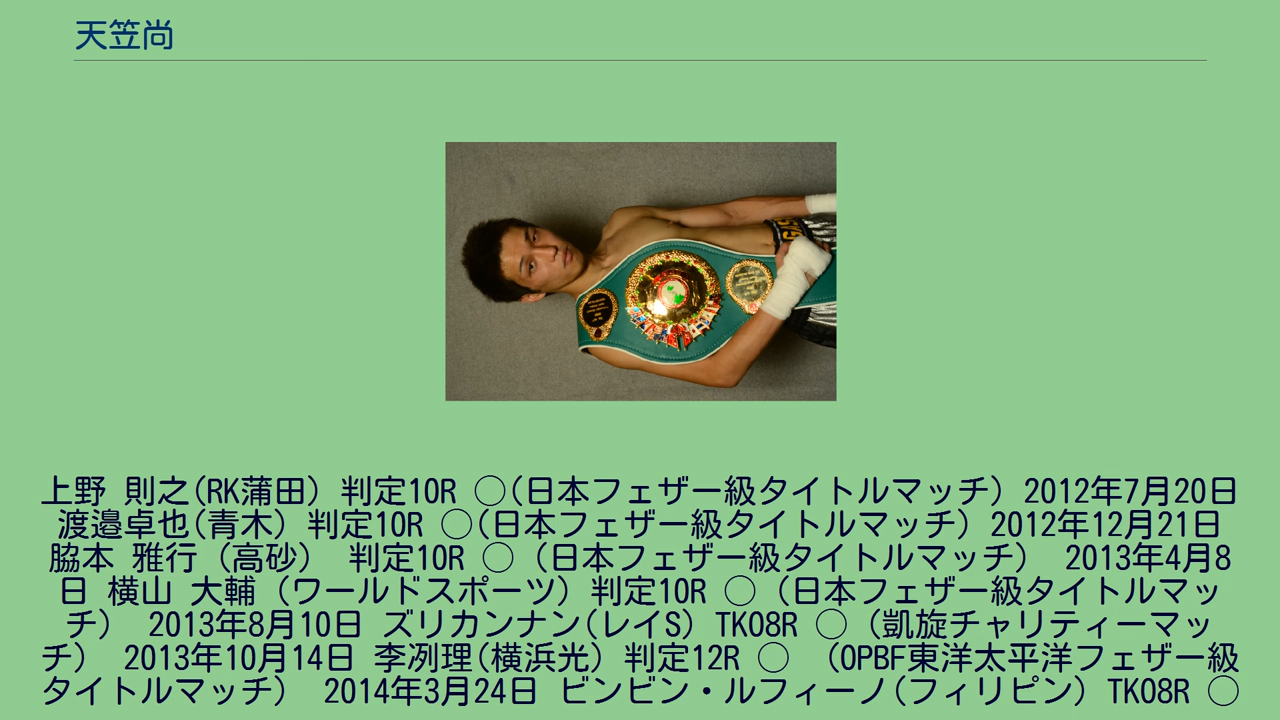 天笠尚
上野 則之(RK蒲田) 判定10R ◯(日本フェザー級タイトルマッチ) 2012年7月20日
渡邉卓也(青木) 判定10R ◯(日本フェザー級タイトルマッチ) 2012年12月21日
脇本 雅行 (高砂) 判定10R ◯ (日本フェザー級タイトルマッチ) 2013年4月8
日 横山 大輔 (ワールドスポーツ) 判定10R ◯ (日本フェザー級タイトルマッ
チ) 2013年8月10日 ズリカンナン(レイS) TKO8R ◯ (凱旋チャリティーマッ
チ) 2013年10月14日 李冽理(横浜光) 判定12R ◯ (OPBF東洋太平洋フェザー級
タイトルマッチ) 2014年3月24日 ビンビン・ルフィーノ(フィリピン) TKO8R ◯